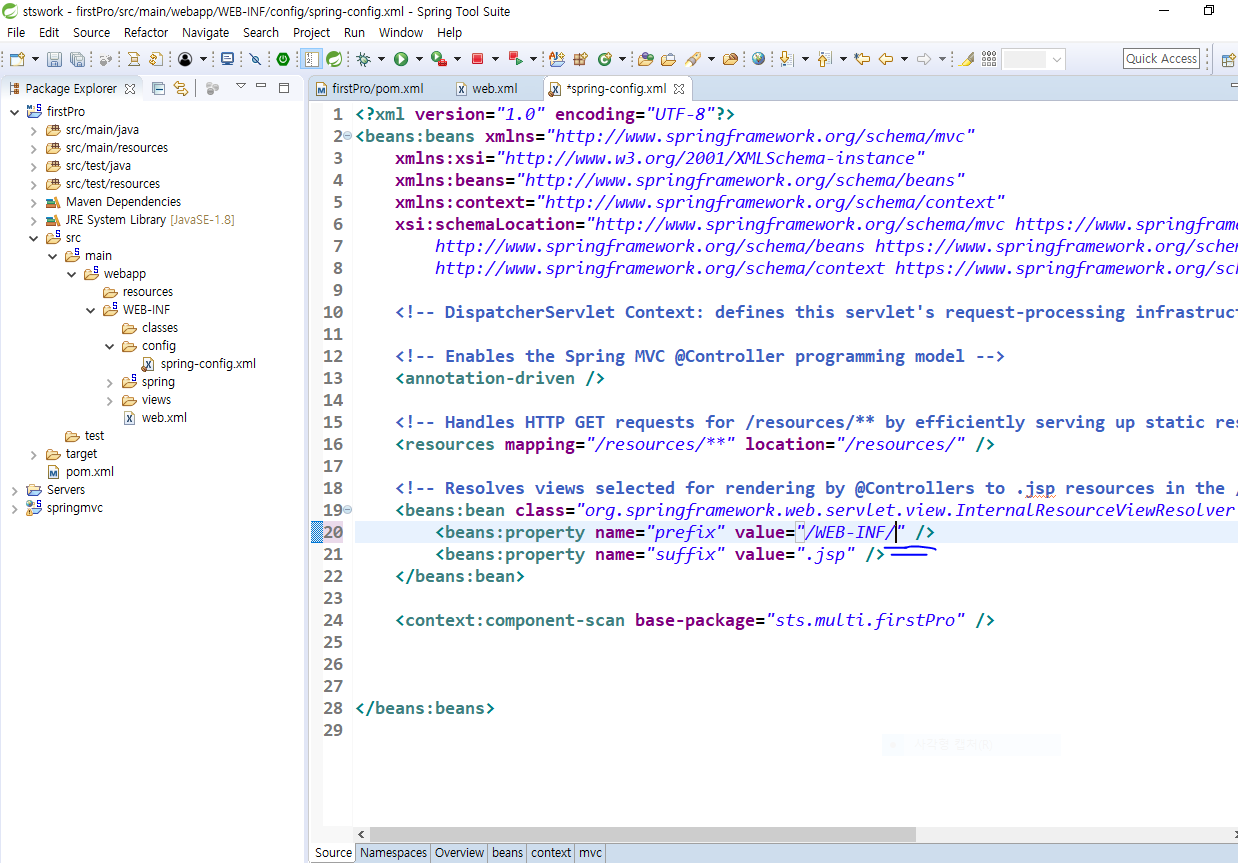 stswork - firstPro/src/main/webapp/WEB-INF/config/spring-config.xml - Spring Tool Suite
File Edit Source Refactor Navigate Search Project Run Window Help
Quick Access
Package Explorer
firstPro/pom.xml web.xml *spring-config.xml
firstPro
src/main/java
src/main/resources
src/test/java
src/test/resources
Maven Dependencies
JRE System Library [JavaSE-1.8]
src
main
webapp
resources
WEB-INF
classes
config
spring-config.xml
spring
views
web.xml
test
target
pom.xml
Servers
springmvc
1 <?xml version="1.0" encoding="UTF-8"?>
2 <beans:beans xmlns="http://www.springframework.org/schema/mvc"
3 xmlns:xsi="http://www.w3.org/2001/XMLSchema-instance"
4 xmlns:beans="http://www.springframework.org/schema/beans"
5 xmlns:context="http://www.springframework.org/schema/context"
6 xsi:schemaLocation="http://www.springframework.org/schema/mvc https://www.springframe
7 http://www.springframework.org/schema/beans https://www.springframework.org/sche
8 http://www.springframework.org/schema/context https://www.springframework.org/sc
9
10 <!-- DispatcherServlet Context: defines this servlet's request-processing infrastruct
11
12 <!-- Enables the Spring MVC @Controller programming model -->
13 <annotation-driven />
14
15 <!-- Handles HTTP GET requests for /resources/** by efficiently serving up static res
16 <resources mapping="/resources/**" location="/resources/" />
17
18 <!-- Resolves views selected for rendering by @Controllers to .jsp resources in the /
19 <beans:bean class="org.springframework.web.servlet.view.InternalResourceViewResolver
20 <beans:property name="prefix" value="/WEB-INF/" />
21 <beans:property name="suffix" value=".jsp" />
22 </beans:bean>
23
24 <context:component-scan base-package="sts.multi.firstPro" />
25
26
27
28 </beans:beans>
29
Source Namespaces Overview beans context mvc